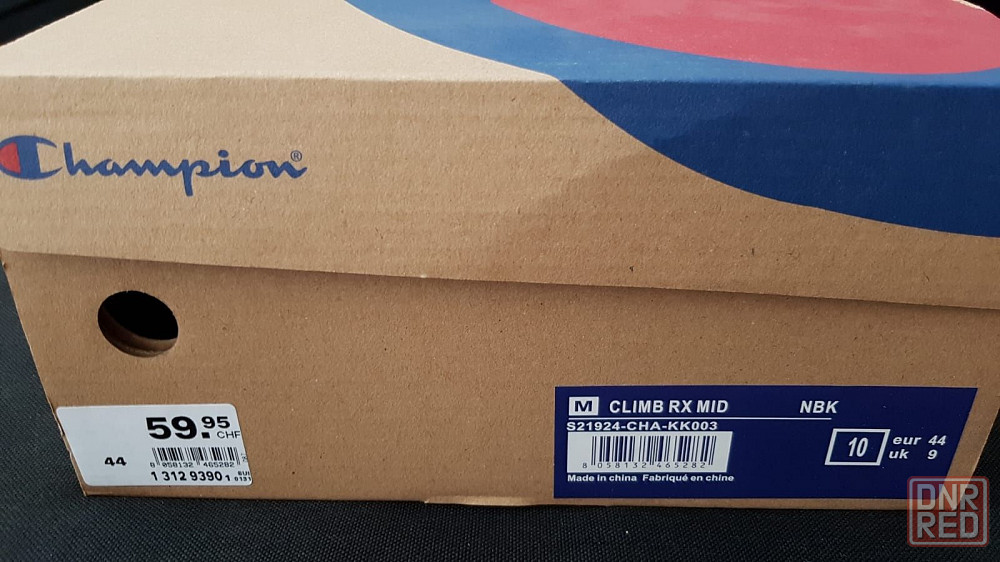 Champion®
59.95
CHF
44
8 058132 465282
1 312 9390 1
M CLIMB RX MID NBK
S21924-CHA-KK003
8 058132 465282
10 eur 44
uk 9
Made in china Fabriqué en chine
DNR
RED